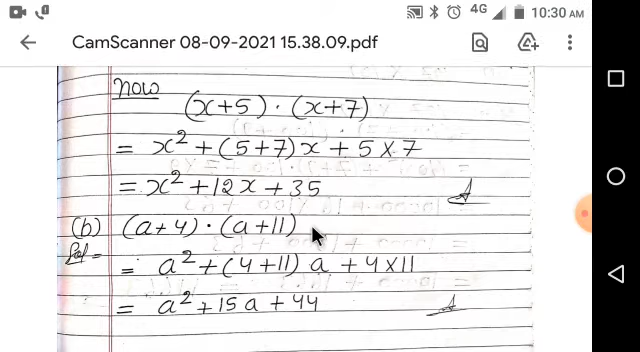 4G 10:30 AM
CamScanner 08-09-2021 15.38.09.pdf
Now
(x+5) · (x+7)
= x² + (5+7)x + 5×7
= x² + 12x + 35
(b) (a+4) · (a+11)
Sol =
= a² + (4+11)a + 4×11
= a² + 15a + 44